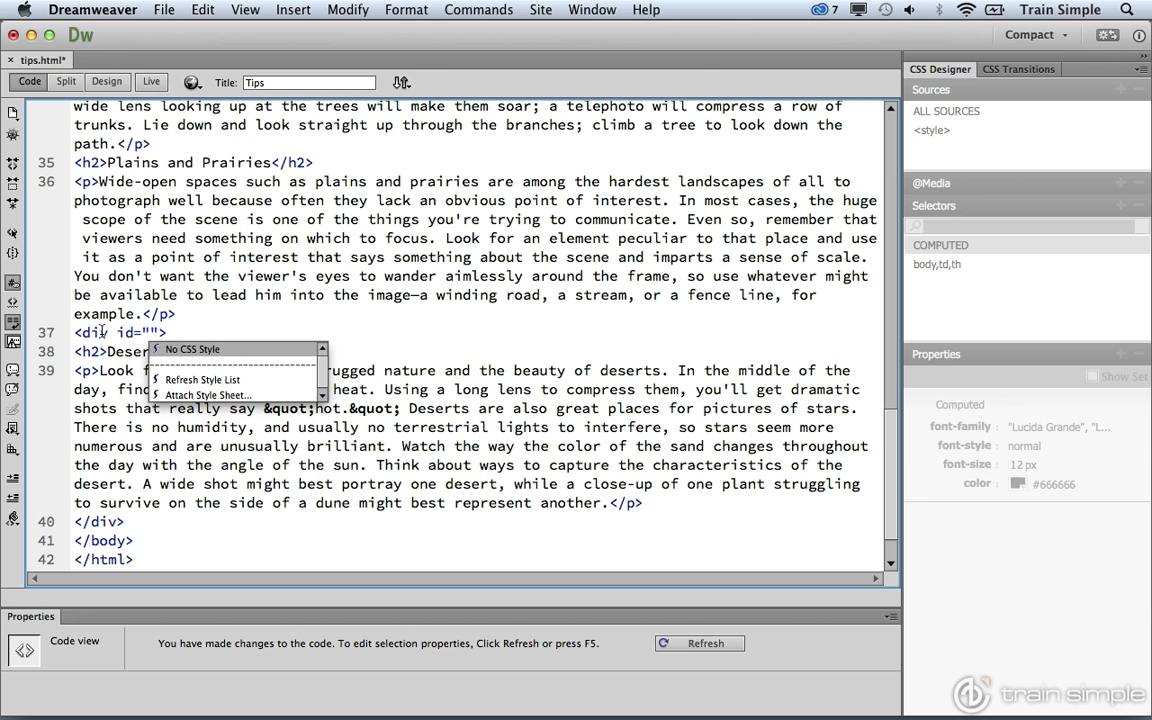 Dreamweaver File Edit View Insert Modify Format Commands Site Window Help 7 Train Simple
Dw Compact
× tips.html*
Code Split Design Live Title: Tips
wide lens looking up at the trees will make them soar; a telephoto will compress a row of
trunks. Lie down and look straight up through the branches; climb a tree to look down the
path.</p>
35 <h2>Plains and Prairies</h2>
36 <p>Wide-open spaces such as plains and prairies are among the hardest landscapes of all to
photograph well because often they lack an obvious point of interest. In most cases, the huge
scope of the scene is one of the things you're trying to communicate. Even so, remember that
viewers need something on which to focus. Look for an element peculiar to that place and use
it as a point of interest that says something about the scene and imparts a sense of scale.
You don't want the viewer's eyes to wander aimlessly around the frame, so use whatever might
be available to lead him into the image—a winding road, a stream, or a fence line, for
example.</p>
37 <div id="">
38 <h2>Deser
39 <p>Look f rugged nature and the beauty of deserts. In the middle of the
day, find heat. Using a long lens to compress them, you'll get dramatic
shots that really say &quot;hot.&quot; Deserts are also great places for pictures of stars.
There is no humidity, and usually no terrestrial lights to interfere, so stars seem more
numerous and are unusually brilliant. Watch the way the color of the sand changes throughout
the day with the angle of the sun. Think about ways to capture the characteristics of the
desert. A wide shot might best portray one desert, while a close-up of one plant struggling
to survive on the side of a dune might best represent another.</p>
40 </div>
41 </body>
42 </html>
No CSS Style
Refresh Style List
Attach Style Sheet...
Properties
Code view You have made changes to the code. To edit selection properties, Click Refresh or press F5. Refresh
CSS Designer CSS Transitions
Sources
ALL SOURCES
<style>
@Media
Selectors
COMPUTED
body,td,th
Properties
Show Set
Computed
font-family : "Lucida Grande", "L...
font-style : normal
font-size : 12 px
color : #666666
train simple